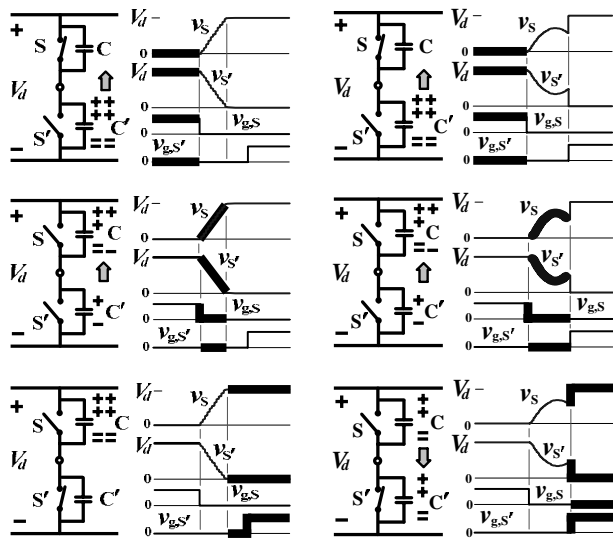 + S C V_d – S' C' ++ ++ ==
V_d 0 v_S V_d 0 v_S' 0 v_g,S 0 v_g,S'
+ S C V_d – S' C' ++ ++ ==
V_d 0 v_S V_d 0 v_S' 0 v_g,S 0 v_g,S'
+ S C ++ + =- V_d – S' C' + -
V_d 0 v_S V_d 0 v_S' 0 v_g,S 0 v_g,S'
+ S C ++ + =- V_d – S' C' + -
V_d 0 v_S V_d 0 v_S' 0 v_g,S 0 v_g,S'
+ S C ++ ++ == V_d – S' C'
V_d 0 v_S V_d 0 v_S' 0 v_g,S 0 v_g,S'
+ S C + + = V_d – S' C' + + =
V_d 0 v_S V_d 0 v_S' 0 v_g,S 0 v_g,S'